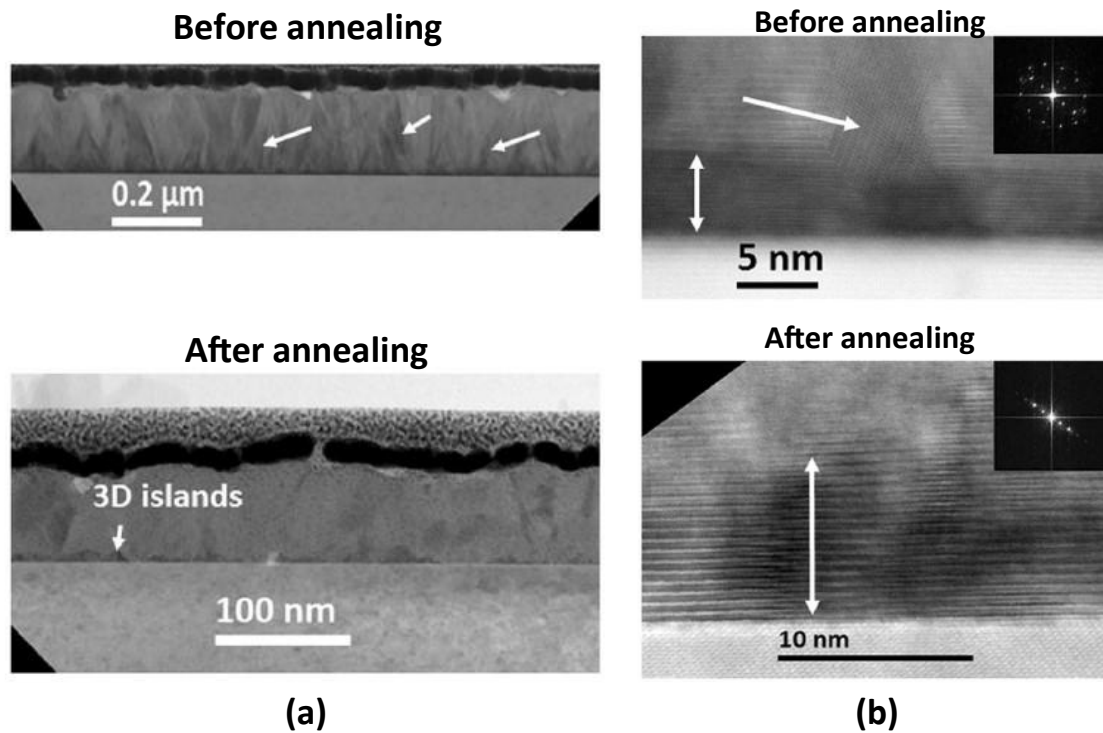 Before annealing
0.2 μm
Before annealing
5 nm
After annealing
3D islands
100 nm
After annealing
10 nm
(a)
(b)